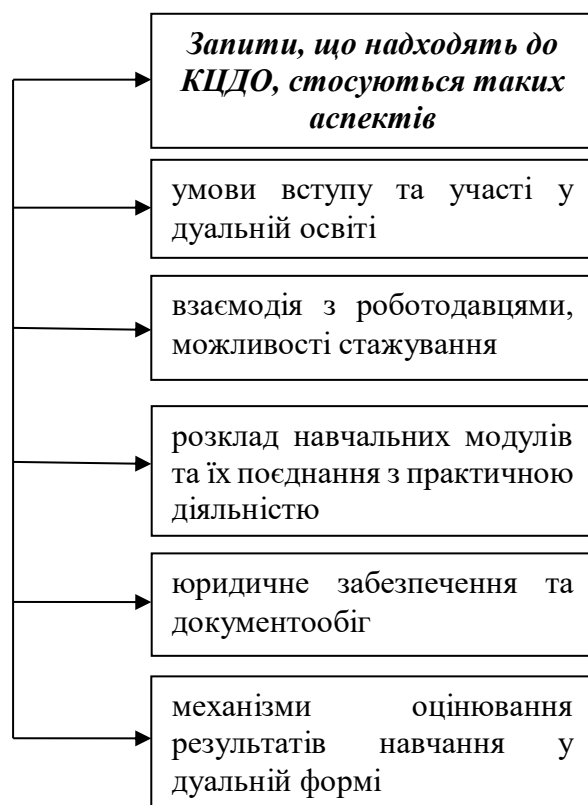 Запити, що надходять до
КЦДО, стосуються таких
аспектів
умови вступу та участі у
дуальній освіті
взаємодія з роботодавцями,
можливості стажування
розклад навчальних модулів
та їх поєднання з практичною
діяльністю
юридичне забезпечення та
документообіг
механізми оцінювання
результатів навчання у
дуальній формі